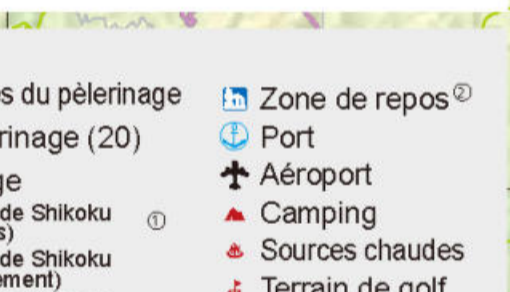 s du pèlerinage
rinage (20)
ge
de Shikoku ①
s)
de Shikoku
ement)
Zone de repos②
Port
Aéroport
Camping
Sources chaudes
Terrain de golf